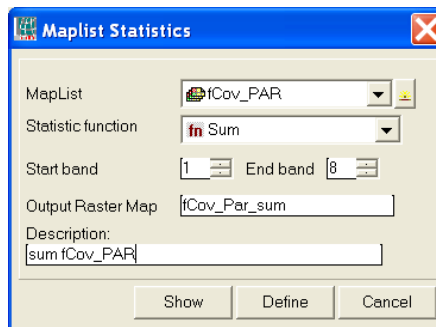 Maplist Statistics
MapList fCov_PAR
Statistic function fn Sum
Start band 1 End band 8
Output Raster Map fCov_Par_sum
Description:
sum fCov_PAR
Show Define Cancel